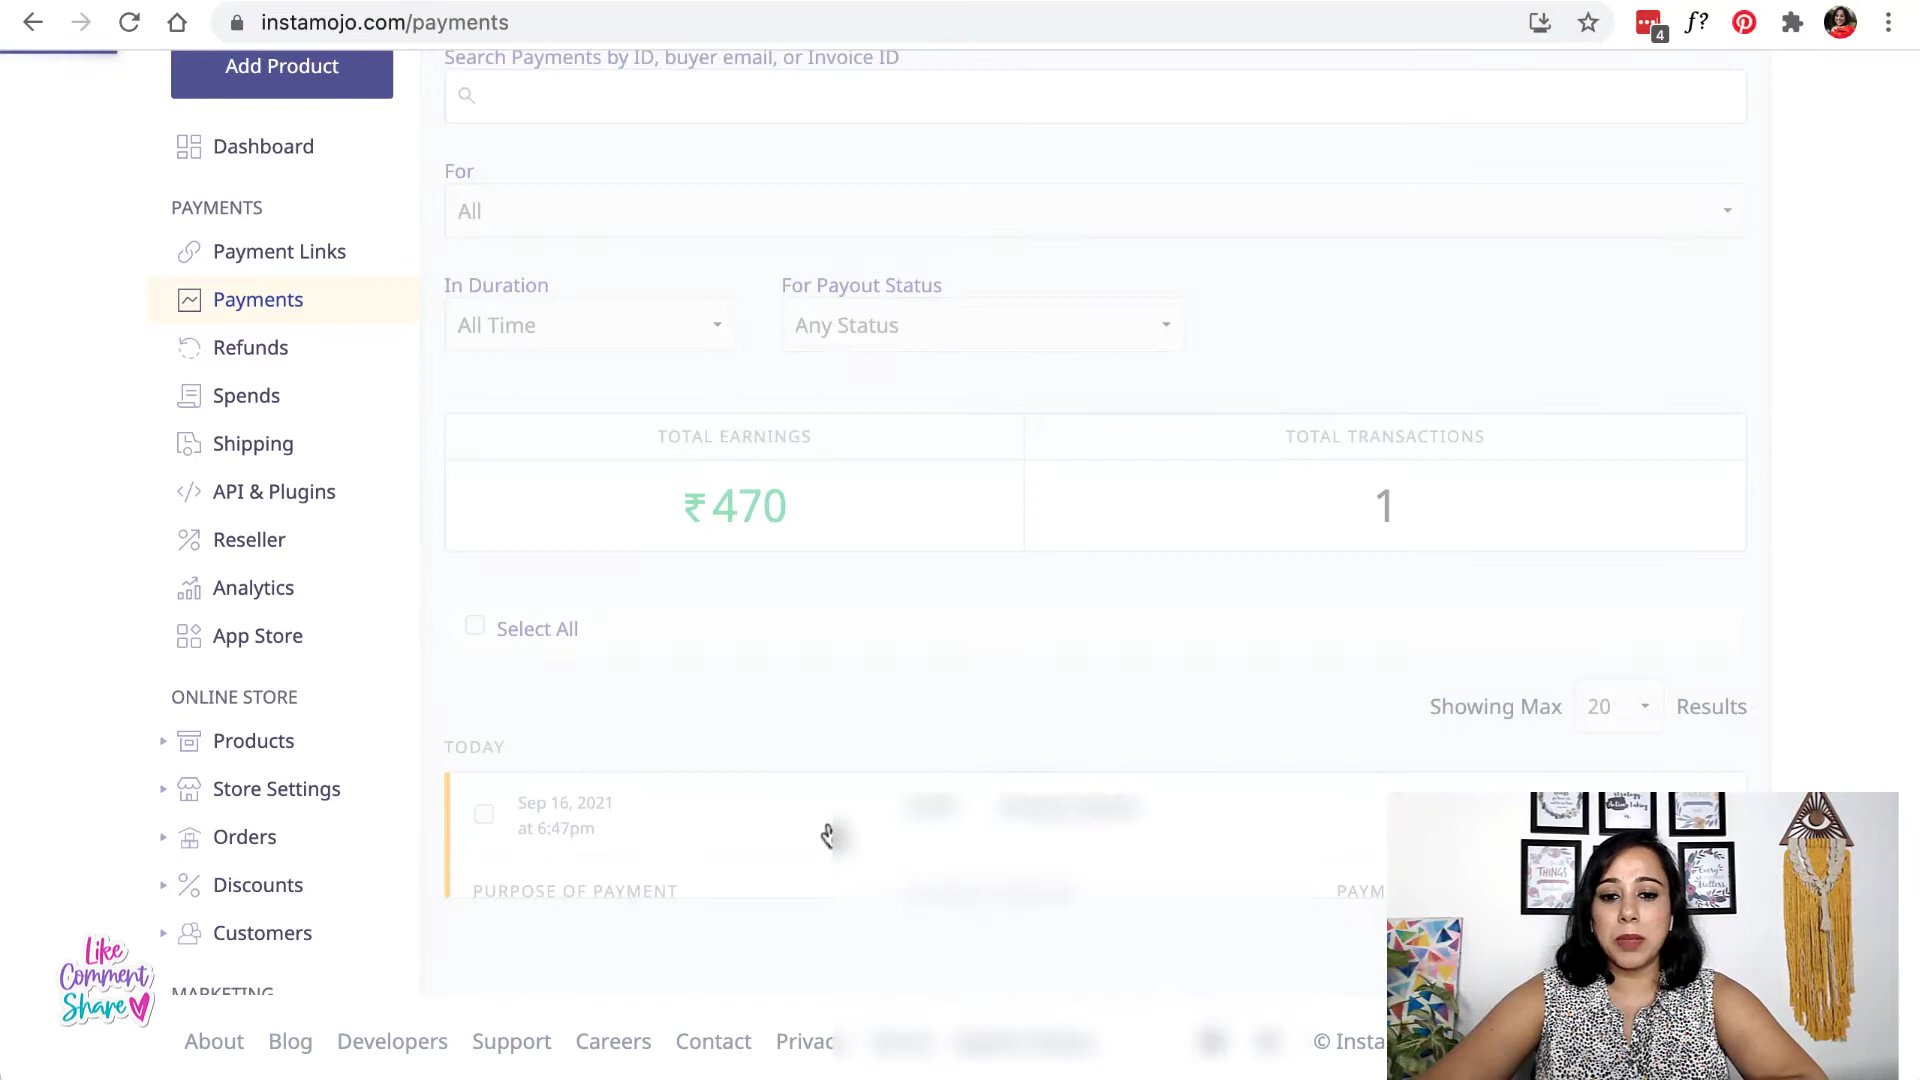 instamojo.com/payments
4
f?
Add Product
Search Payments by ID, buyer email, or Invoice ID
Dashboard
For
All
PAYMENTS
Payment Links
Payments
In Duration
For Payout Status
All Time
Any Status
Refunds
Spends
Shipping
TOTAL EARNINGS
TOTAL TRANSACTIONS
API & Plugins
₹470
1
Reseller
Analytics
App Store
Select All
ONLINE STORE
Showing Max 20 Results
Products
TODAY
Store Settings
Sep 16, 2021
at 6:47pm
Orders
Discounts
PURPOSE OF PAYMENT
PAYM
Customers
MARKETING
Like
Comment
Share
About Blog Developers Support Careers Contact Privac
© Insta
THINGS